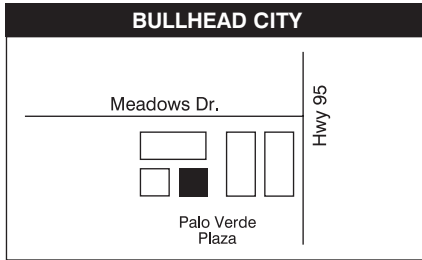 BULLHEAD CITY
Meadows Dr.
Hwy 95
Palo Verde
Plaza